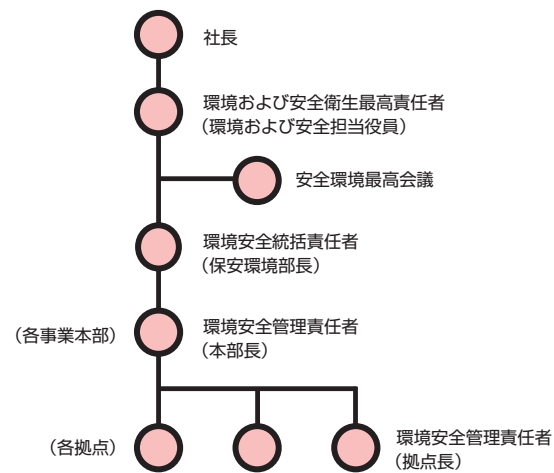 社長
環境および安全衛生最高責任者
（環境および安全担当役員）
安全環境最高会議
環境安全統括責任者
（保安環境部長）
（各事業本部）
環境安全管理責任者
（本部長）
（各拠点）
環境安全管理責任者
（拠点長）